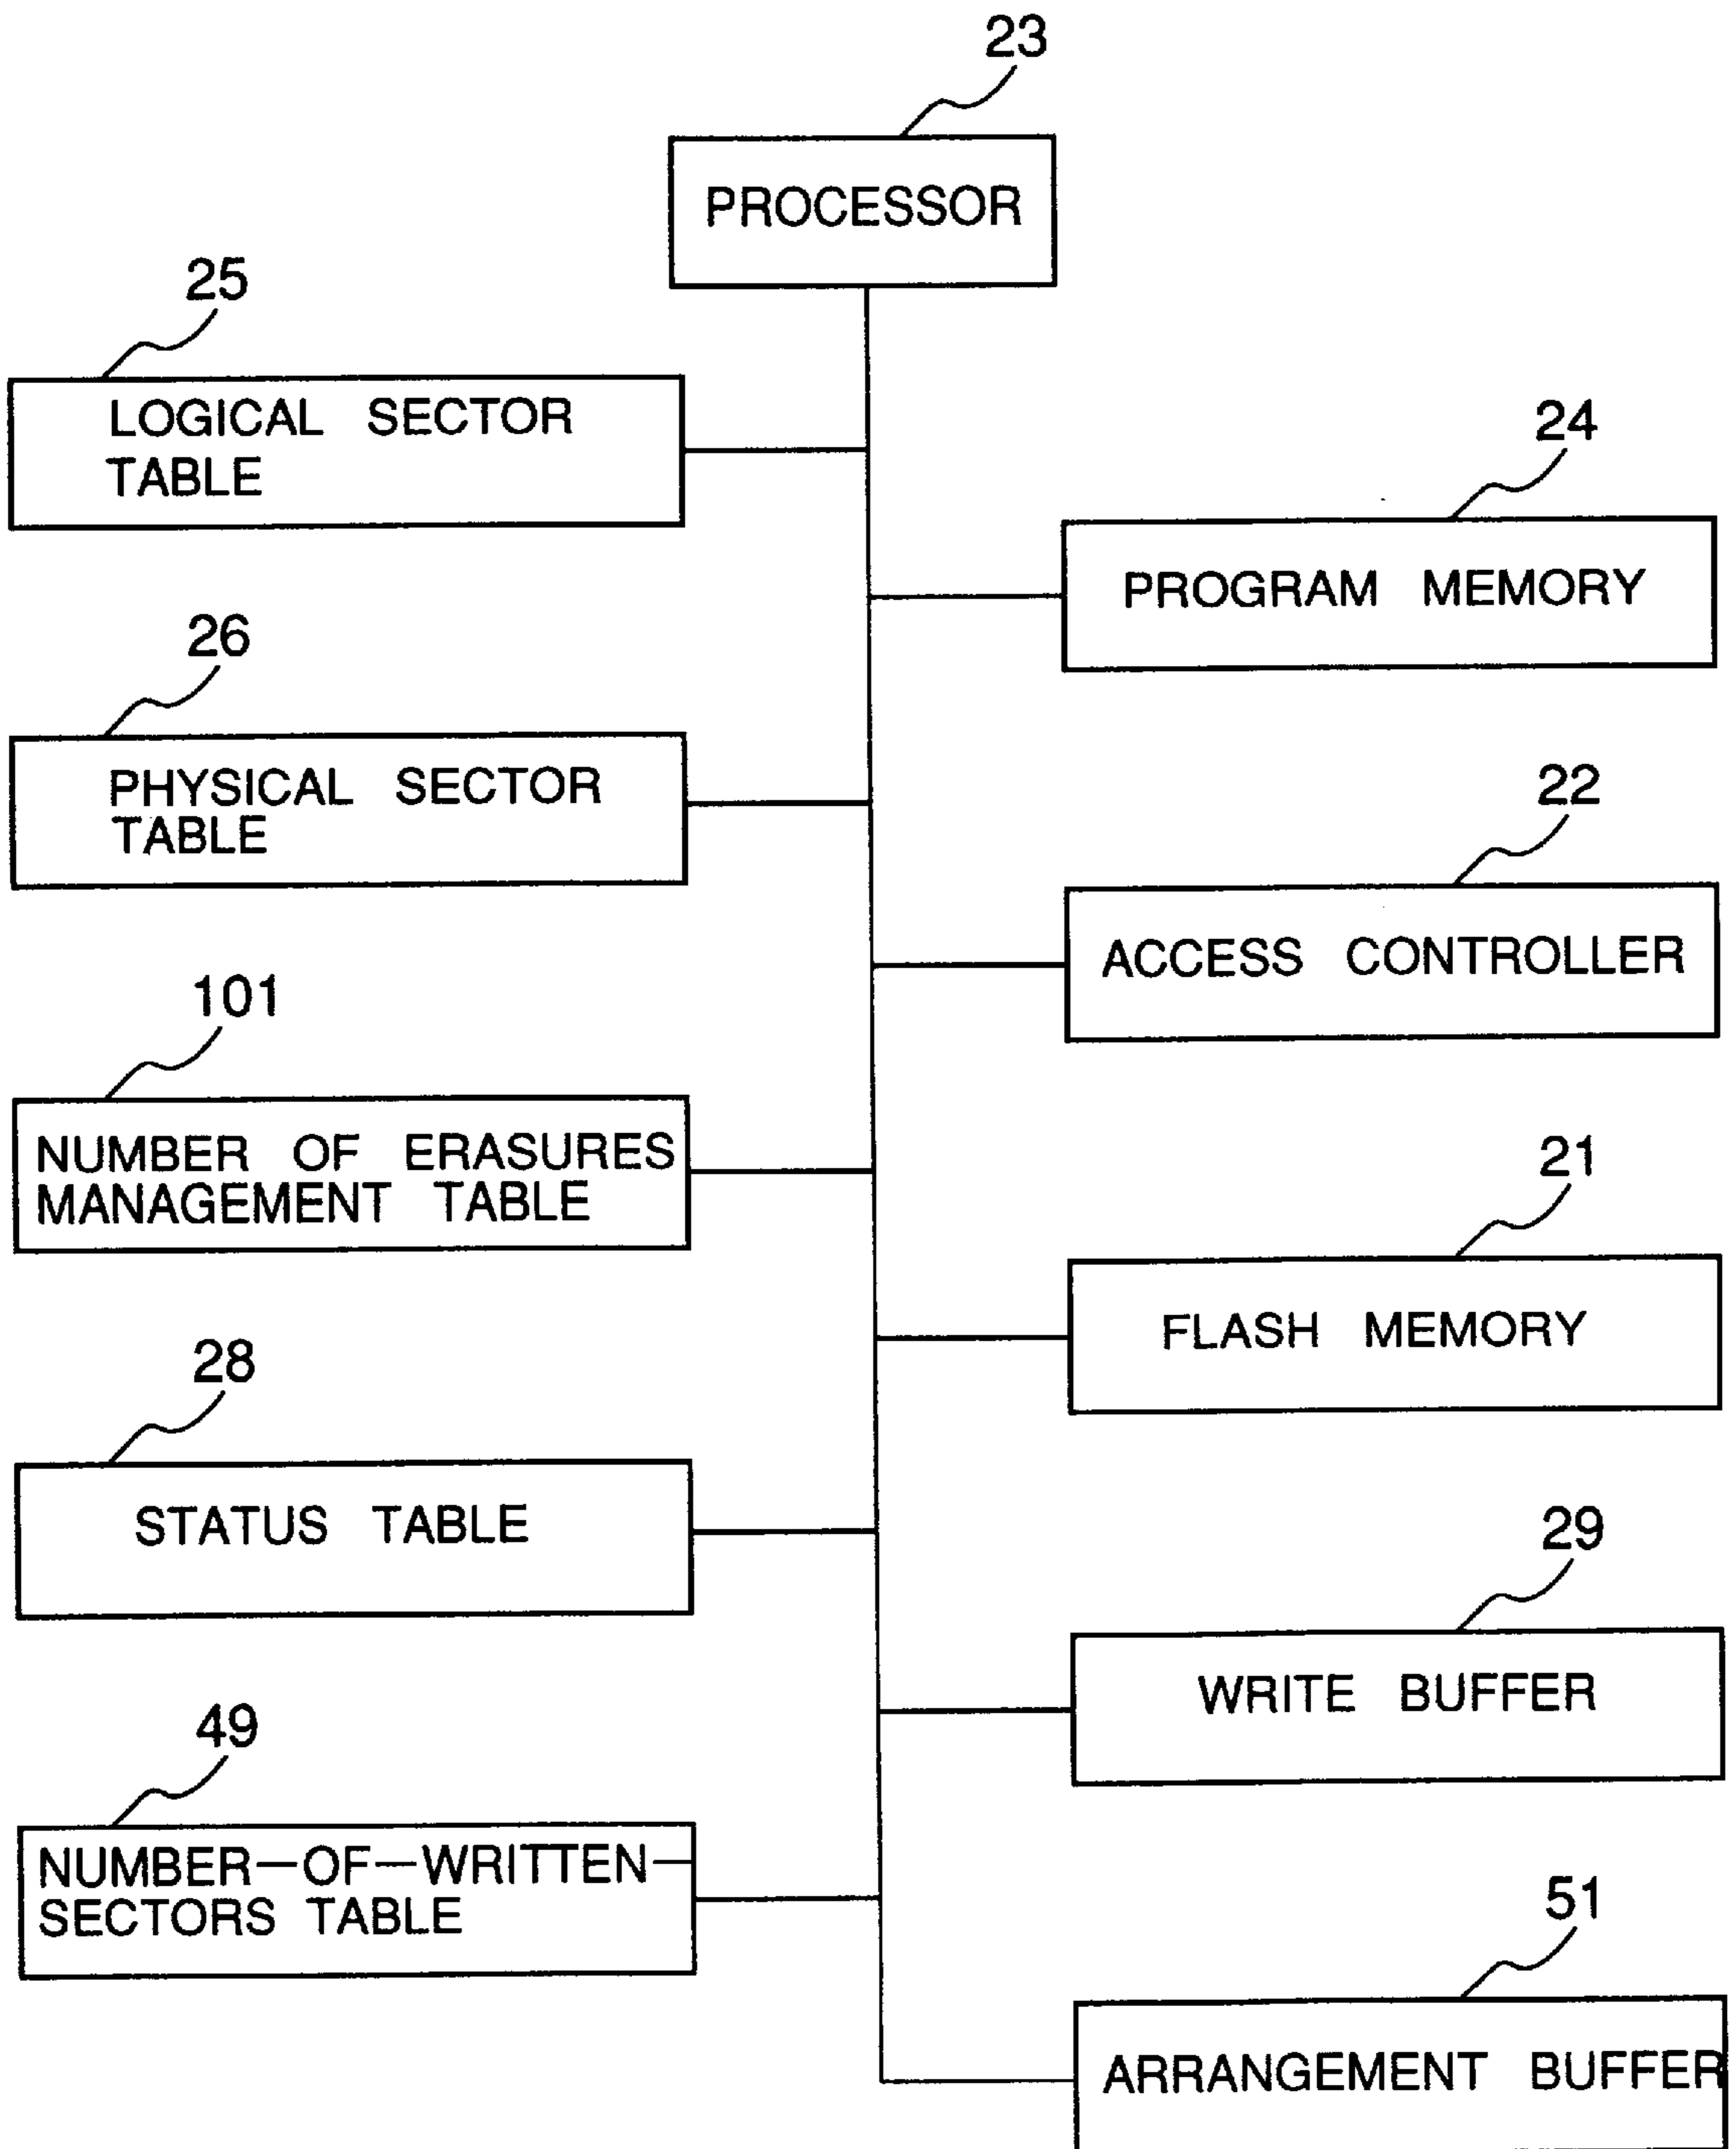 23
PROCESSOR
25
LOGICAL SECTOR
TABLE
24
PROGRAM MEMORY
26
PHYSICAL SECTOR
TABLE
22
ACCESS CONTROLLER
101
NUMBER OF ERASURES
MANAGEMENT TABLE
21
FLASH MEMORY
28
STATUS TABLE
29
WRITE BUFFER
49
NUMBER-OF-WRITTEN-
SECTORS TABLE
51
ARRANGEMENT BUFFER